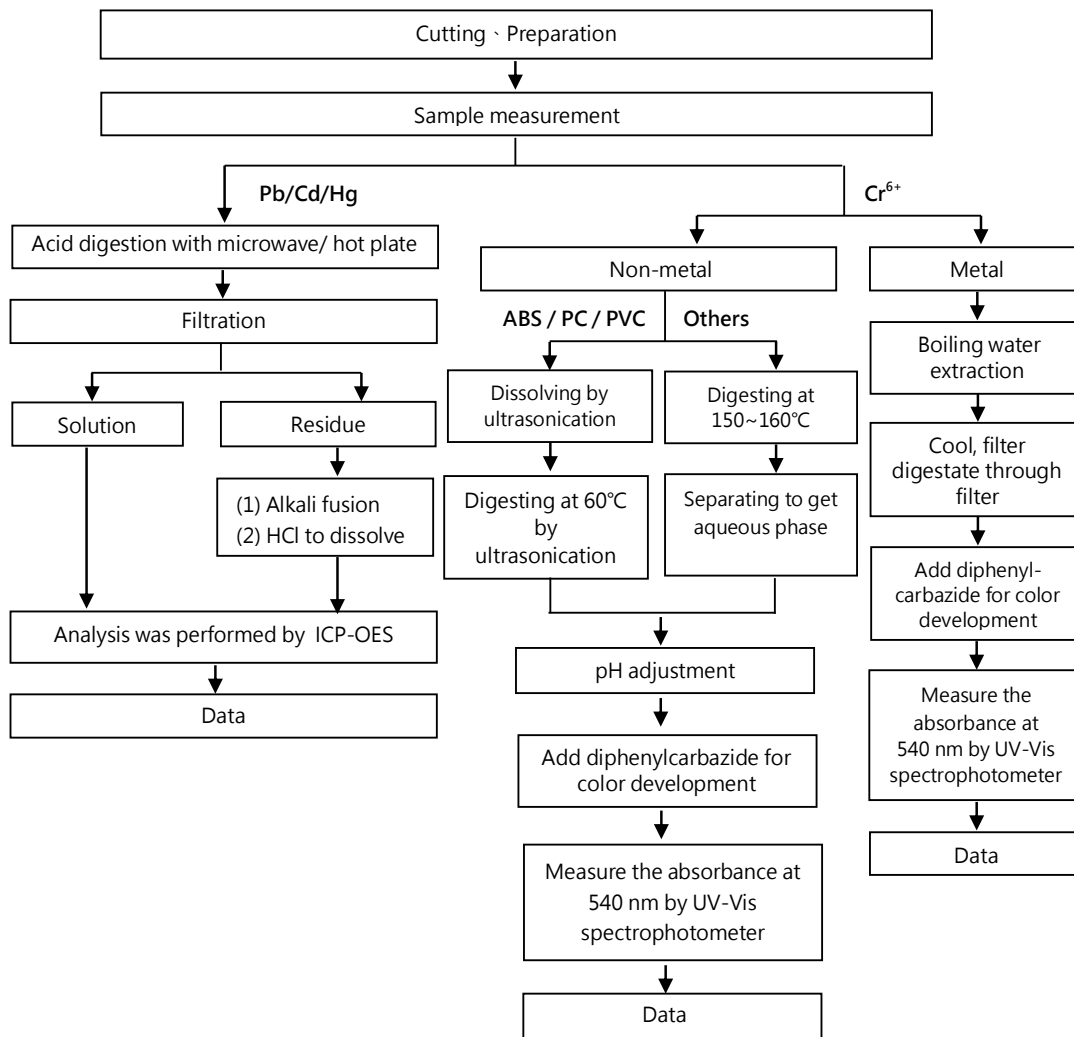 Cutting、Preparation
Sample measurement
Pb/Cd/Hg
Acid digestion with microwave/ hot plate
Filtration
Solution
Residue
(1) Alkali fusion
(2) HCl to dissolve
Analysis was performed by ICP-OES
Data
Cr⁶⁺
Non-metal
ABS / PC / PVC
Others
Dissolving by
ultrasonication
Digesting at
150~160℃
Digesting at 60℃
by
ultrasonication
Separating to get
aqueous phase
pH adjustment
Add diphenylcarbazide for
color development
Measure the absorbance at
540 nm by UV-Vis
spectrophotometer
Data
Metal
Boiling water
extraction
Cool, filter
digestate through
filter
Add diphenyl-
carbazide for color
development
Measure the
absorbance at
540 nm by UV-Vis
spectrophotometer
Data